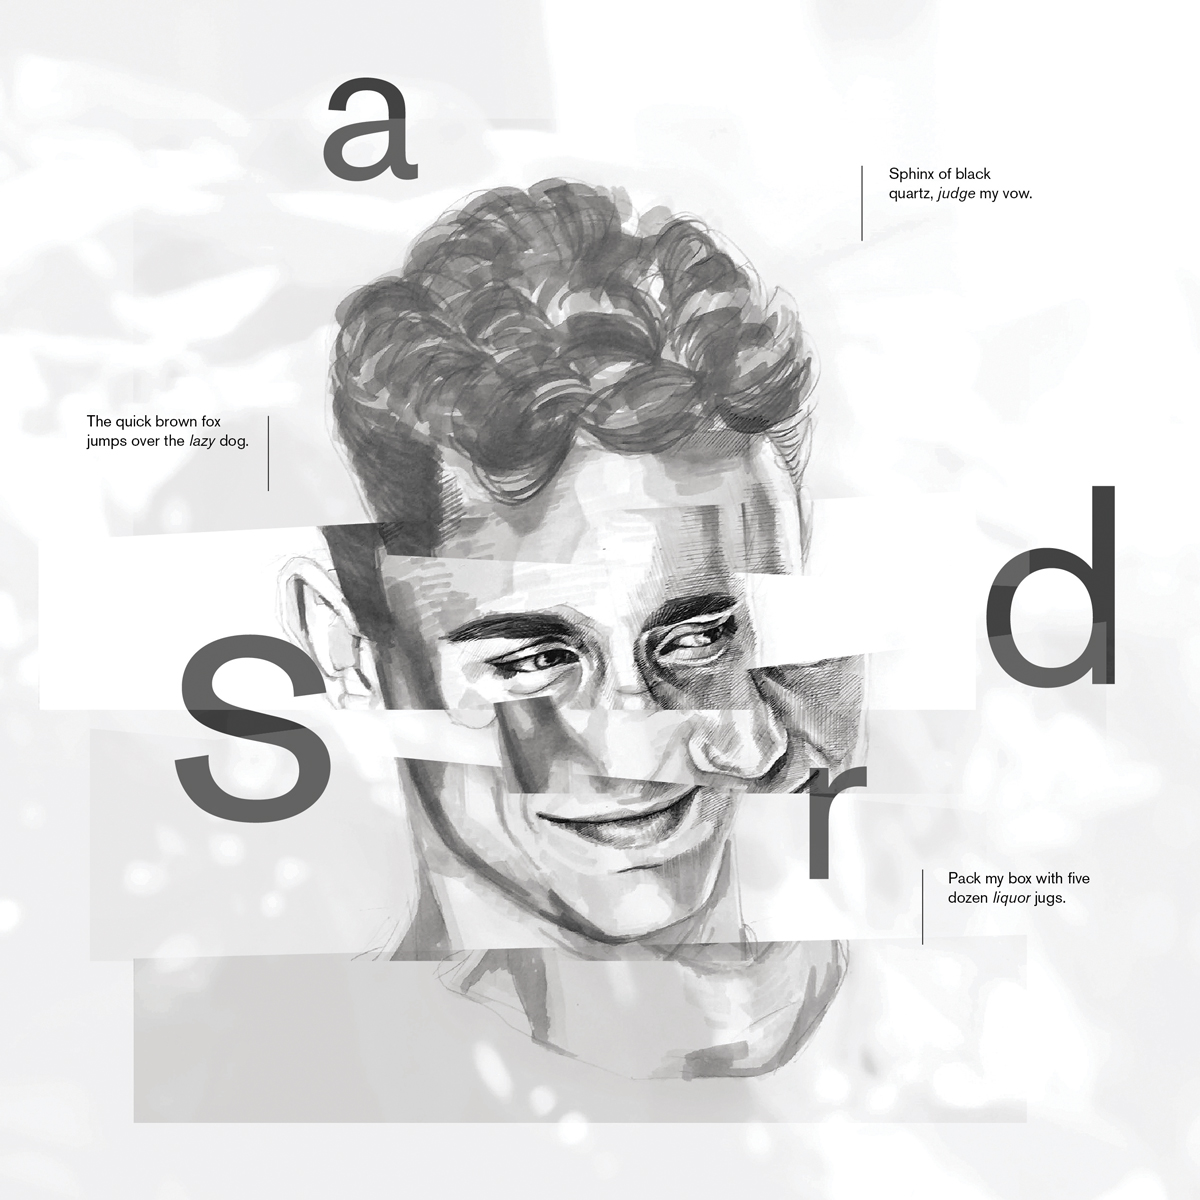 a
Sphinx of black
quartz, judge my vow.
The quick brown fox
jumps over the lazy dog.
d
s
r
Pack my box with five
dozen liquor jugs.